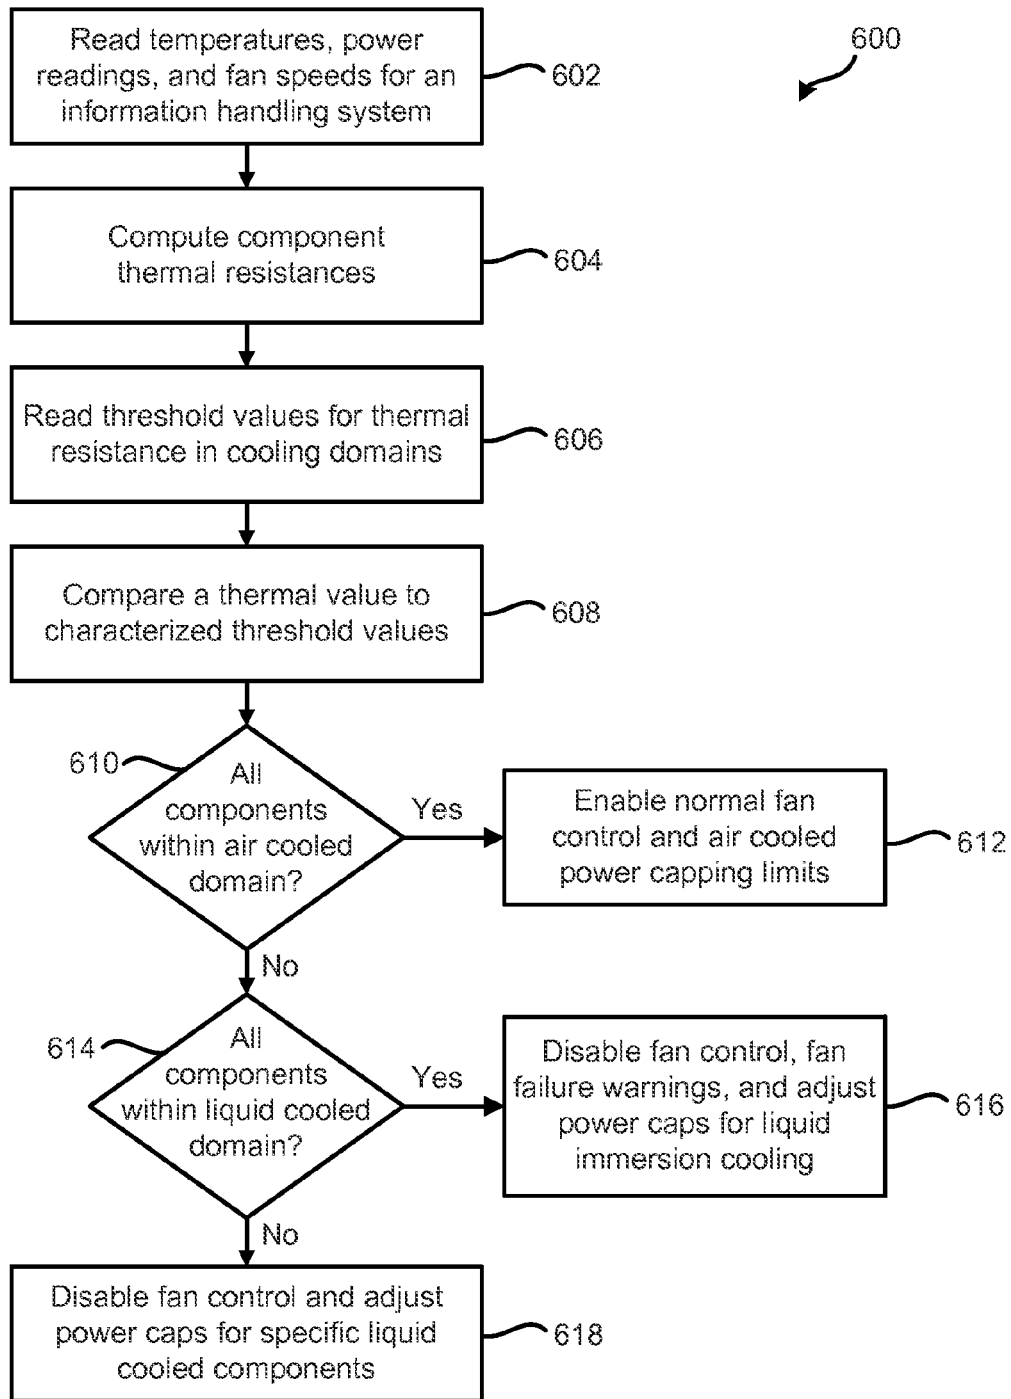 Read temperatures, power
readings, and fan speeds for an
information handling system
602
600
Compute component
thermal resistances
604
Read threshold values for thermal
resistance in cooling domains
606
Compare a thermal value to
characterized threshold values
608
610
All
components
within air cooled
domain?
Yes
Enable normal fan
control and air cooled
power capping limits
612
No
614
All
components
within liquid cooled
domain?
Yes
Disable fan control, fan
failure warnings, and adjust
power caps for liquid
immersion cooling
616
No
Disable fan control and adjust
power caps for specific liquid
cooled components
618